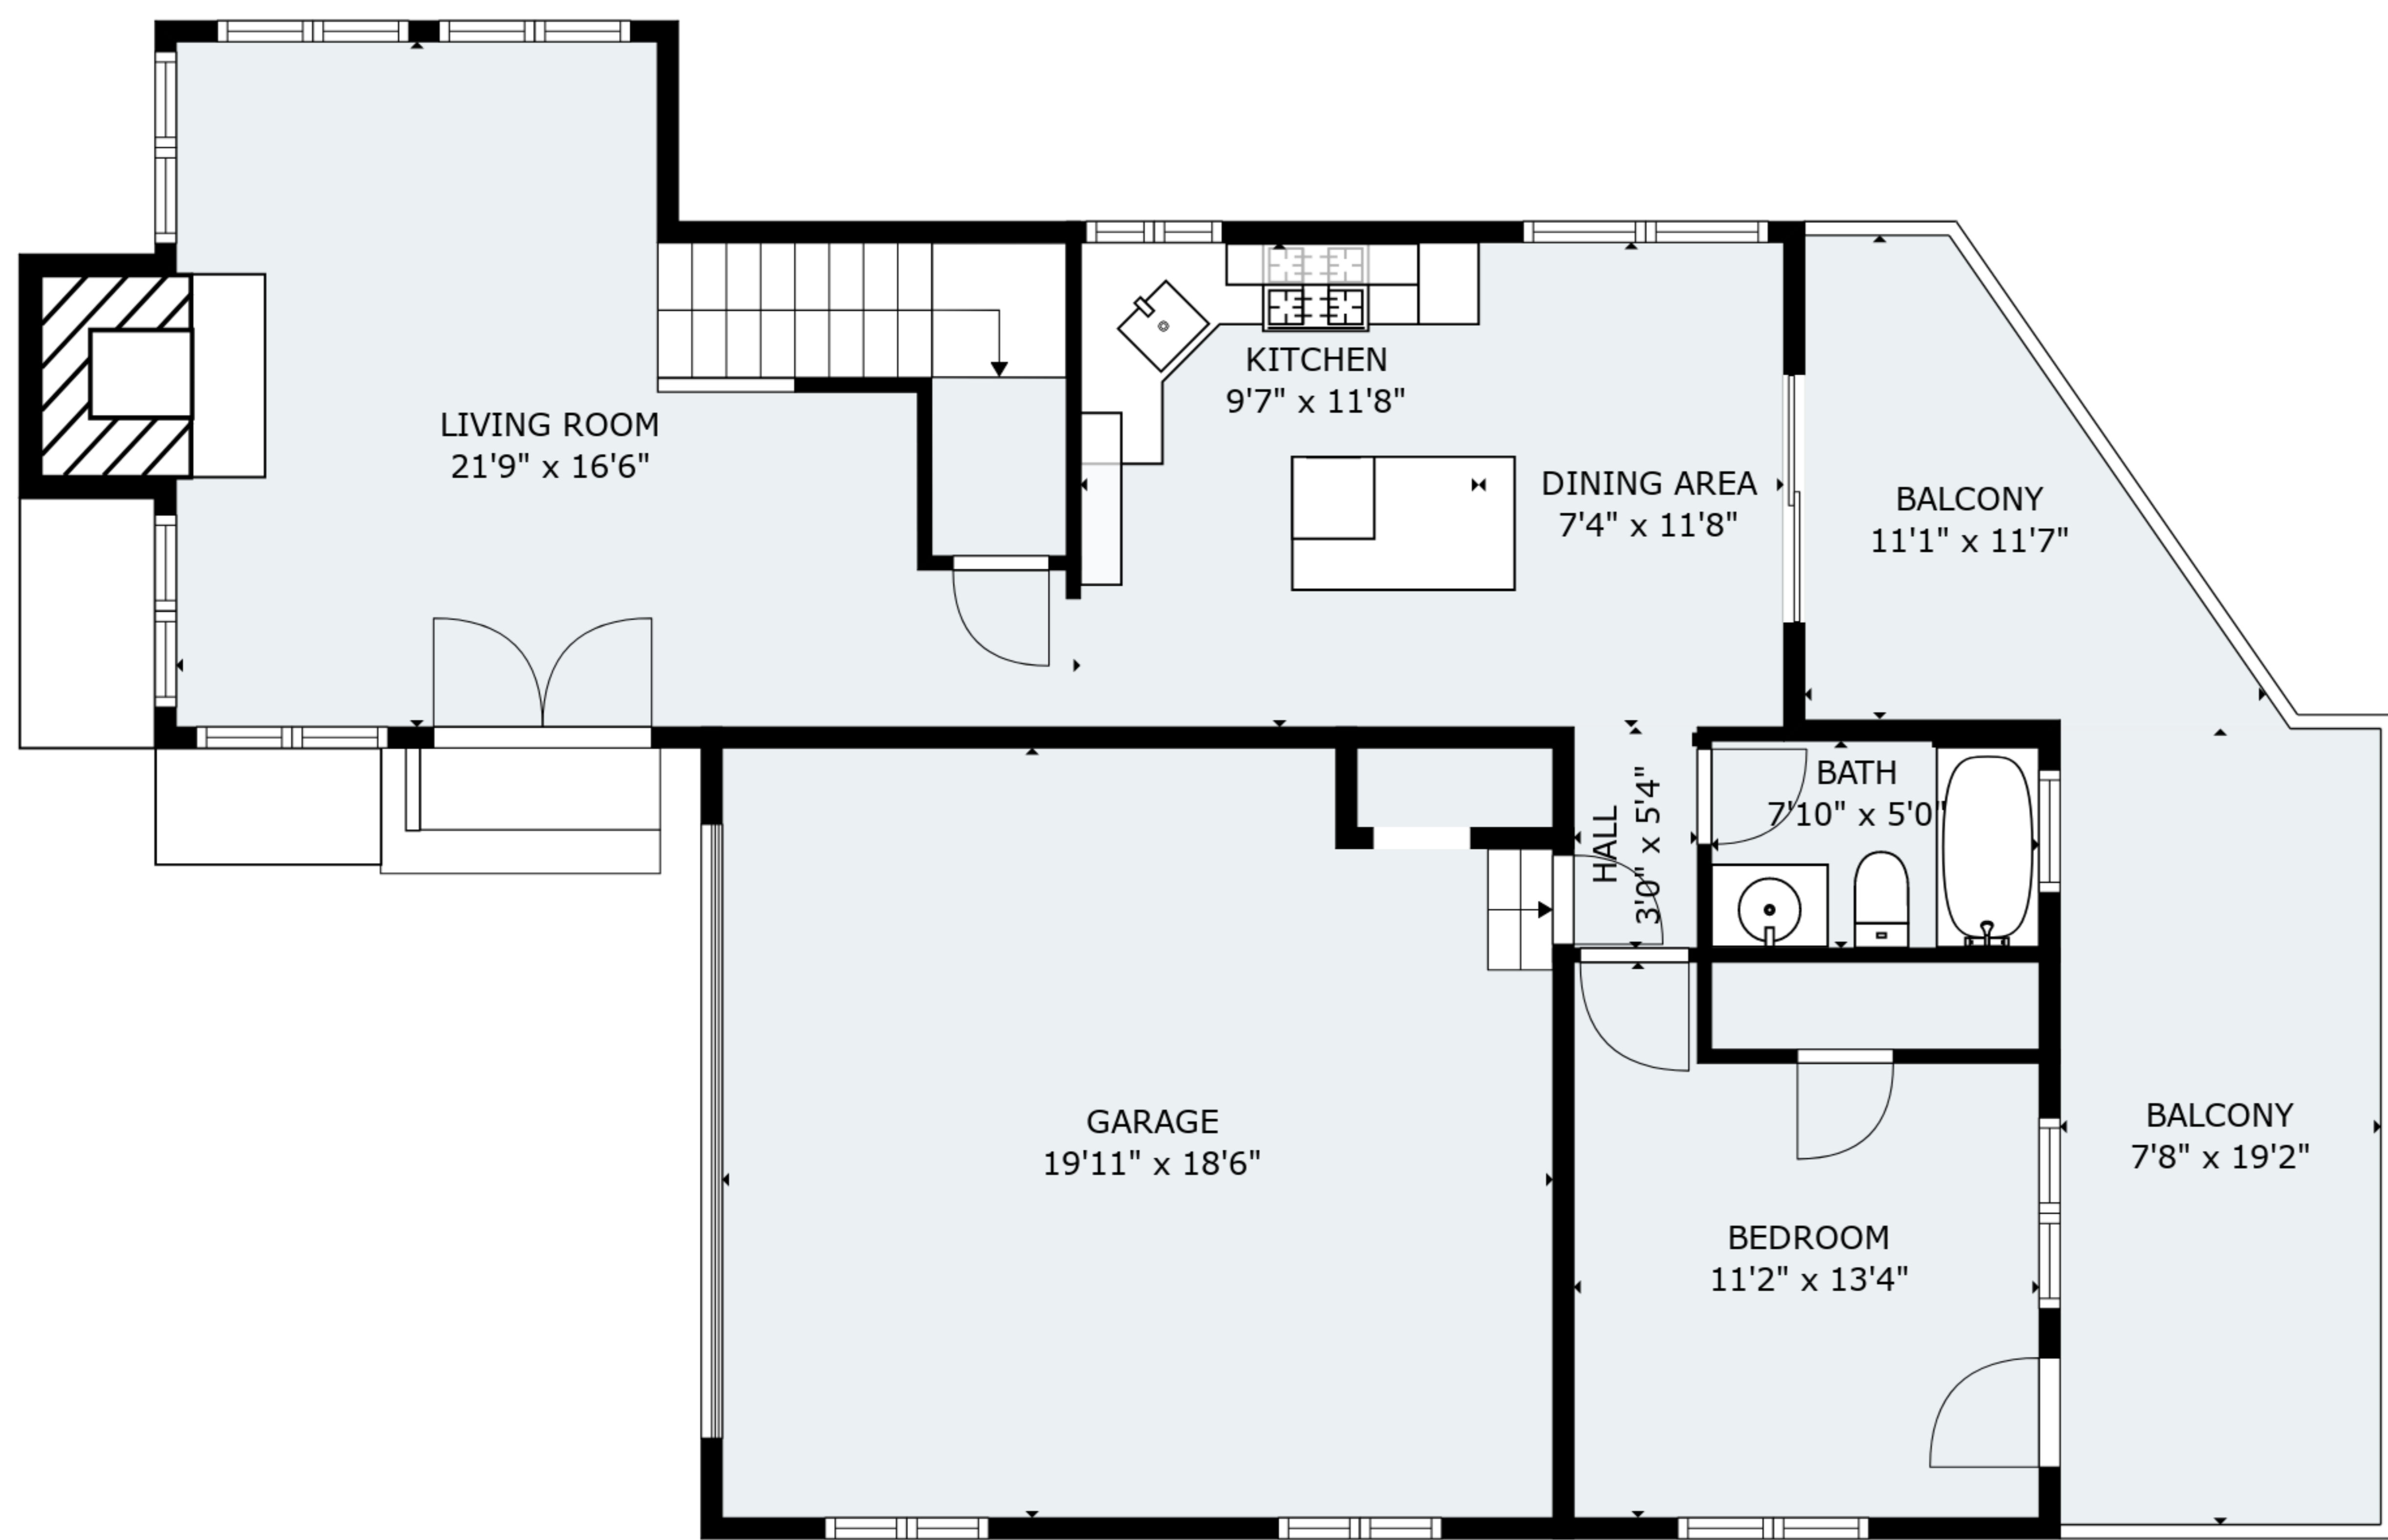 LIVING ROOM
21'9" x 16'6"
KITCHEN
9'7" x 11'8"
DINING AREA
7'4" x 11'8"
BALCONY
11'1" x 11'7"
HALL
3'0" x 5'4"
BATH
7'10" x 5'0"
GARAGE
19'11" x 18'6"
BEDROOM
11'2" x 13'4"
BALCONY
7'8" x 19'2"